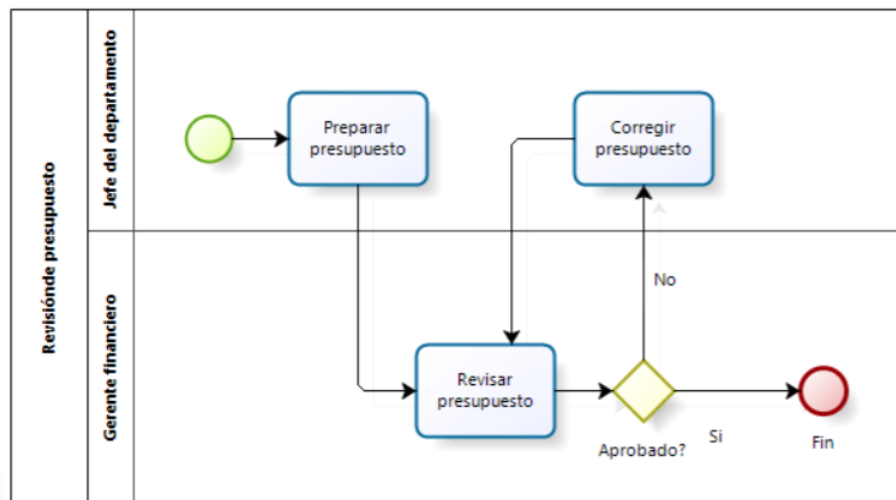 Revisiónde presupuesto
Jefe del departamento
Preparar
presupuesto
Corregir
presupuesto
Gerente financiero
No
Revisar
presupuesto
Aprobado?
Si
Fin